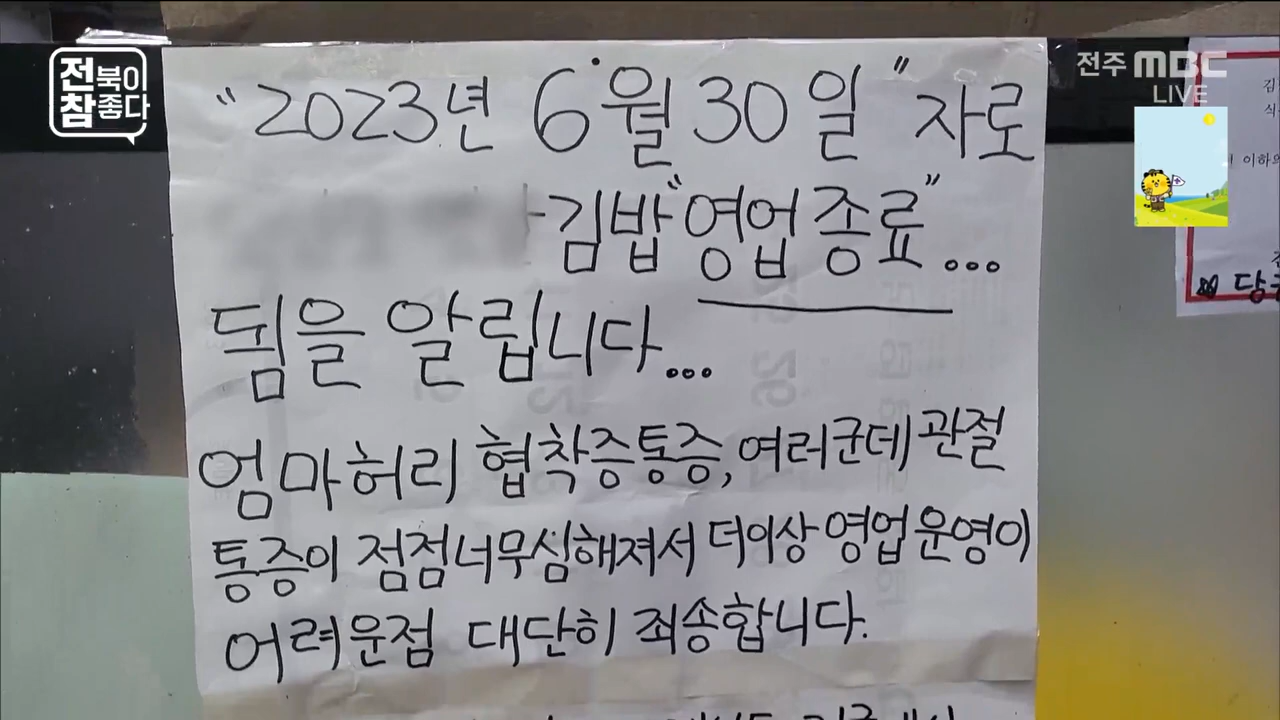 전북이
참좋다
전주 MBC
LIVE
"2023년 6월 30일" 자로
김밥 "영업종료"...
됨을 알립니다...
엄마허리 협착증통증, 여러군데 관절
통증이 점점너무심해져서 더이상 영업운영이
어려운점 대단히 죄송합니다.
이하의